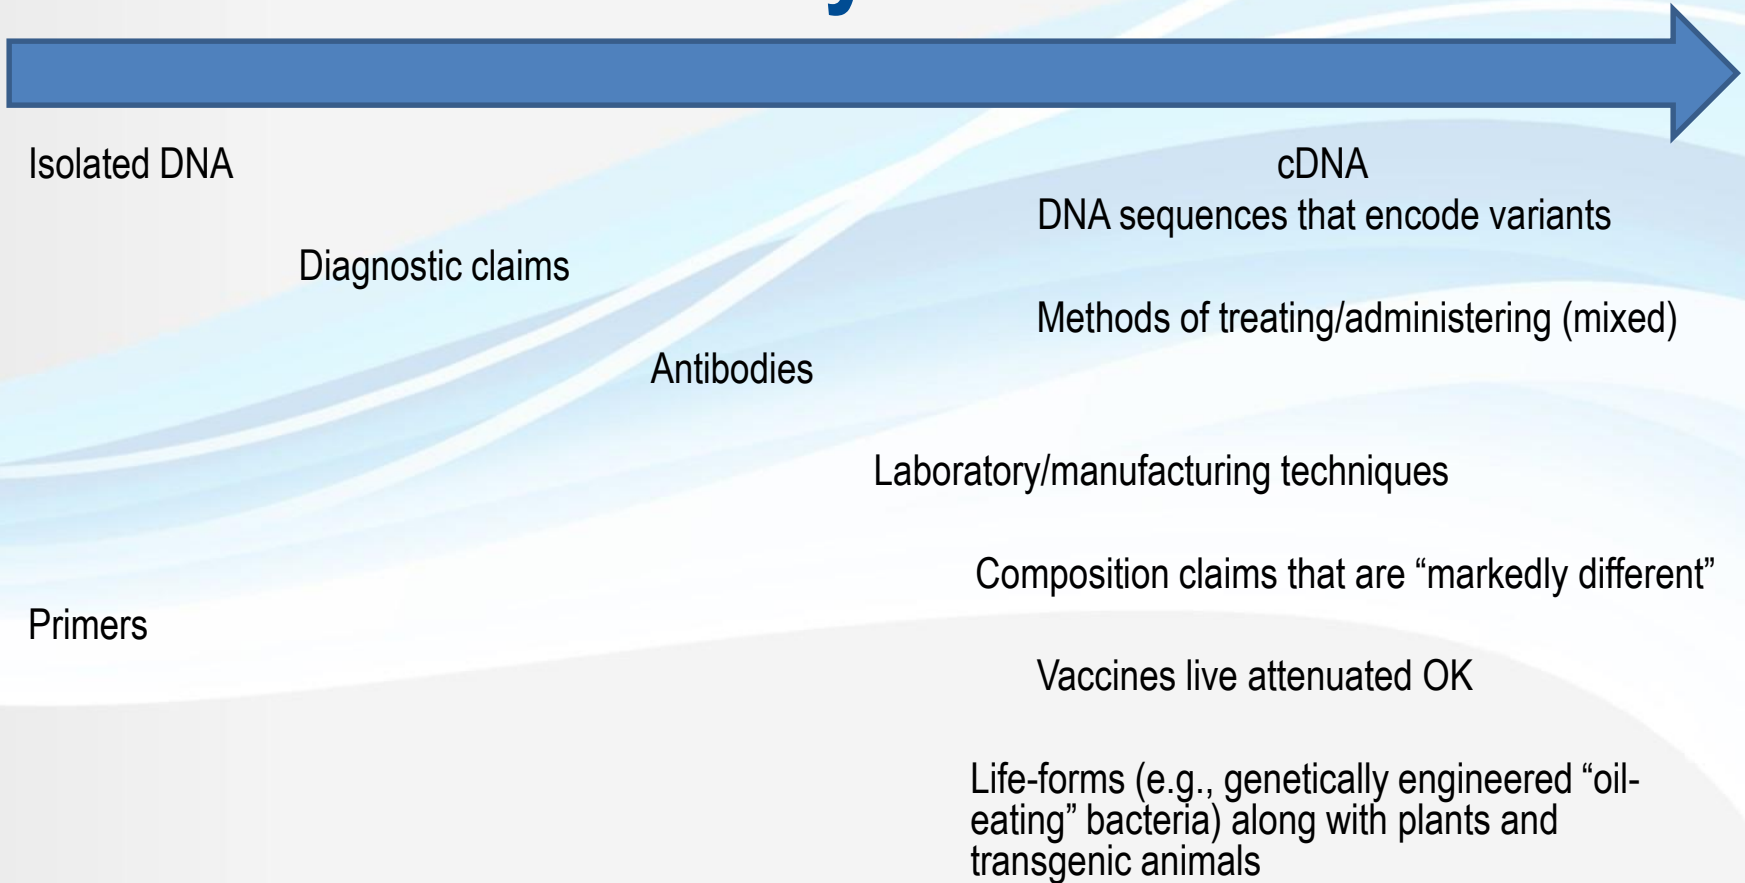 Isolated DNA
cDNA
DNA sequences that encode variants
Diagnostic claims
Methods of treating/administering (mixed)
Antibodies
Laboratory/manufacturing techniques
Composition claims that are “markedly different”
Primers
Vaccines live attenuated OK
Life-forms (e.g., genetically engineered “oil-
eating” bacteria) along with plants and
transgenic animals